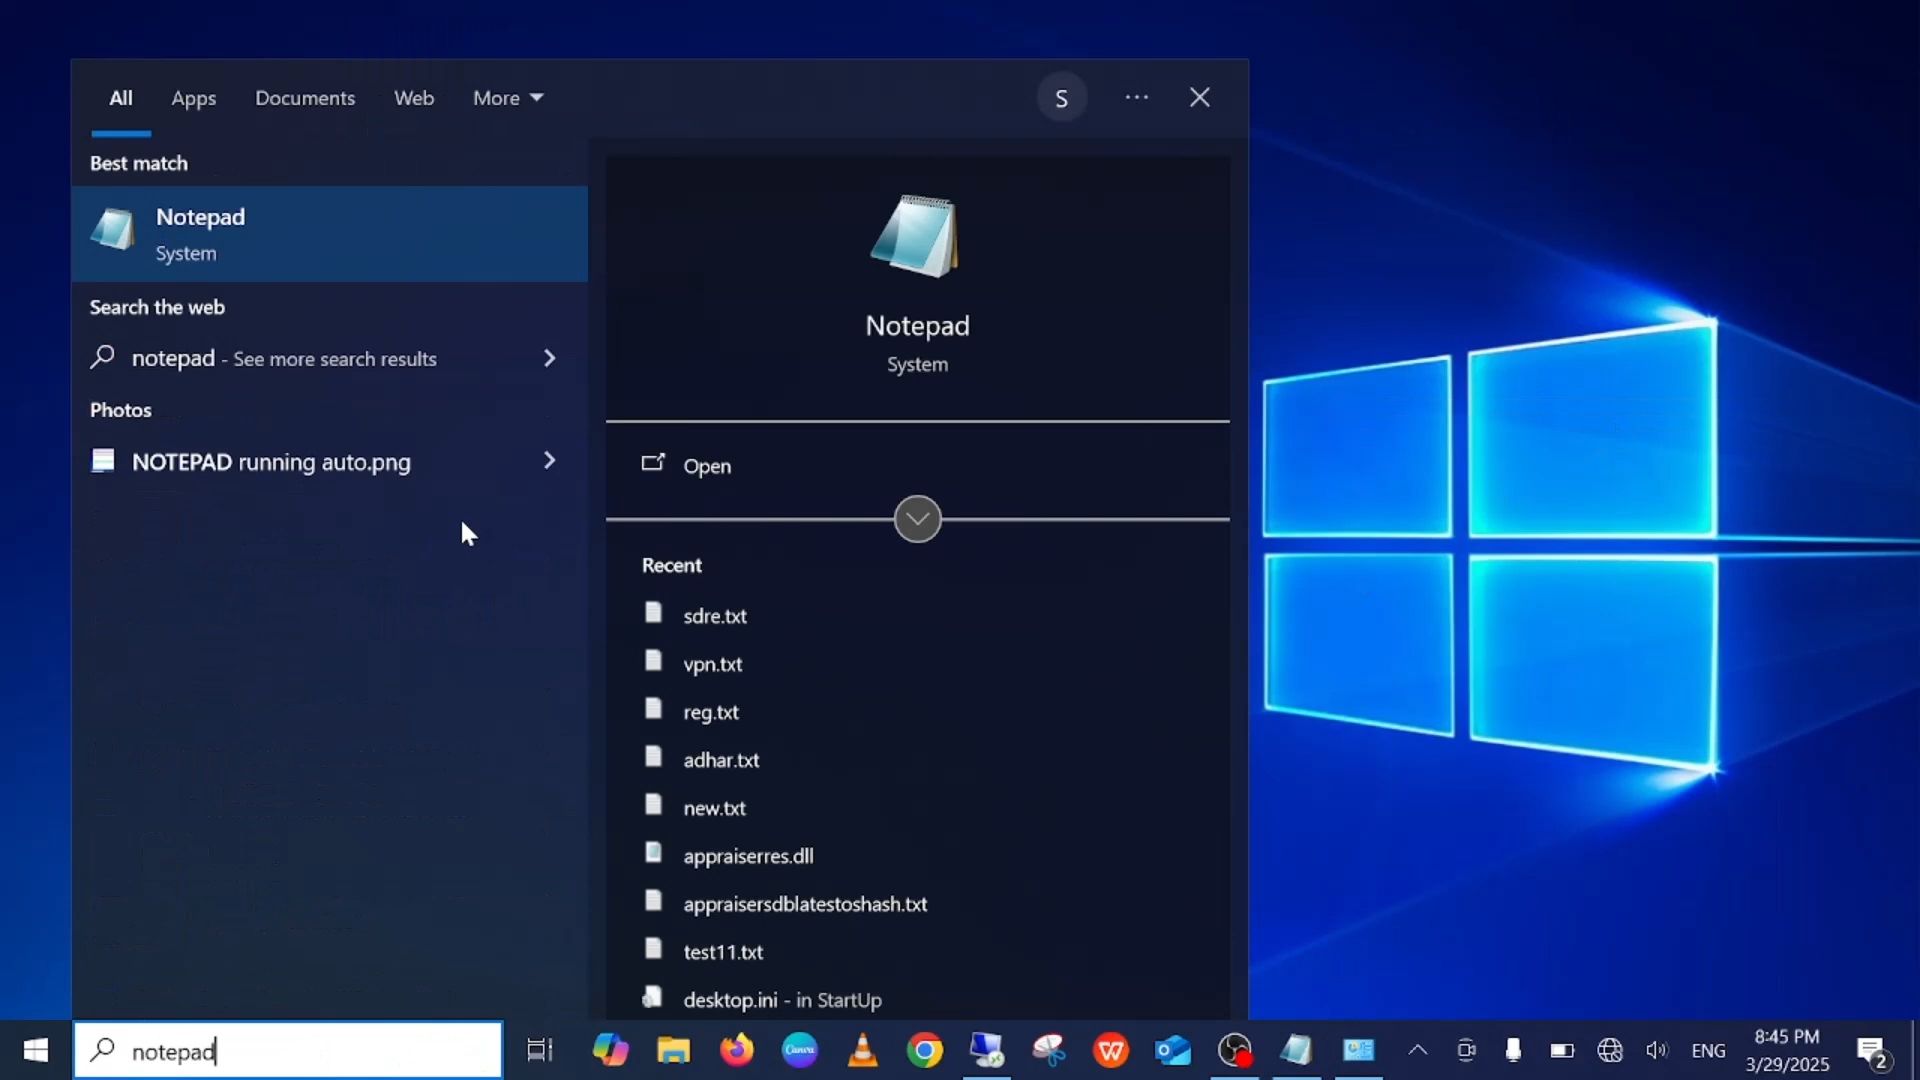 All Apps Documents Web More S
Best match
Notepad
System
Search the web
notepad - See more search results
Photos
NOTEPAD running auto.png
Notepad
System
Open
Recent
sdre.txt
vpn.txt
reg.txt
adhar.txt
new.txt
appraiserres.dll
appraisersdblatestoshash.txt
test11.txt
desktop.ini - in StartUp
notepad
Canva
W
ENG
8:45 PM
3/29/2025
2